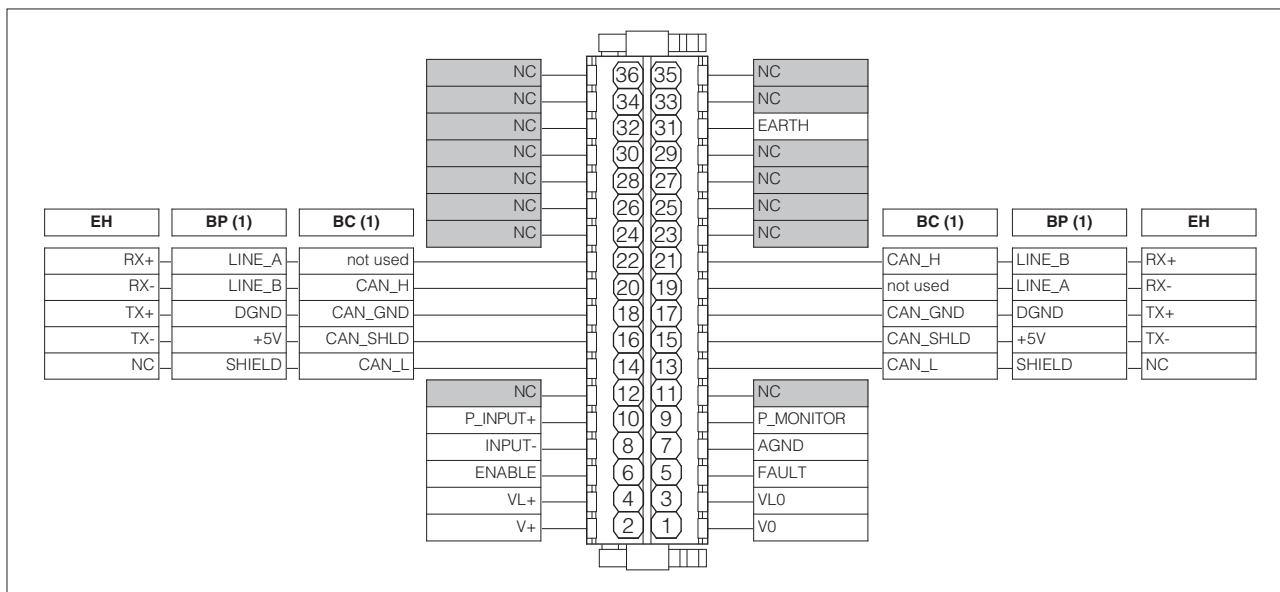 NC 36 35 NC
NC 34 33 NC
NC 32 31 EARTH
NC 30 29 NC
NC 28 27 NC
NC 26 25 NC
EH BP (1) BC (1) NC 24 23 NC BC (1) BP (1) EH
RX+ LINE_A not used 22 21 CAN_H LINE_B RX+
RX- LINE_B CAN_H 20 19 not used LINE_A RX-
TX+ DGND CAN_GND 18 17 CAN_GND DGND TX+
TX- +5V CAN_SHLD 16 15 CAN_SHLD +5V TX-
NC SHIELD CAN_L 14 13 CAN_L SHIELD NC
NC 12 11 NC
P_INPUT+ 10 9 P_MONITOR
INPUT- 8 7 AGND
ENABLE 6 5 FAULT
VL+ 4 3 VL0
V+ 2 1 V0